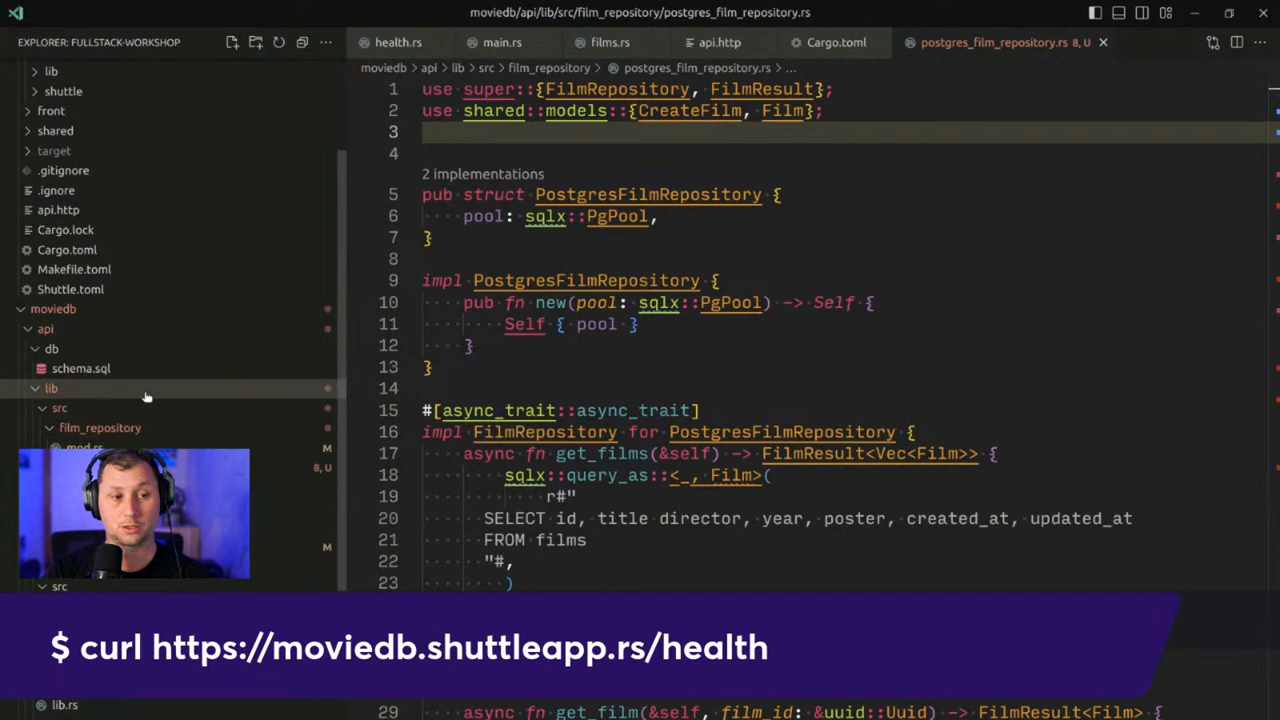 moviedb/api/lib/src/film_repository/postgres_film_repository.rs
EXPLORER: FULLSTACK-WORKSHOP
health.rs
main.rs
films.rs
api.http
Cargo.toml
postgres_film_repository.rs 8, U
moviedb > api > lib > src > film_repository > postgres_film_repository.rs > ...
lib
shuttle
front
shared
target
.gitignore
.ignore
api.http
Cargo.lock
Cargo.toml
Makefile.toml
Shuttle.toml
moviedb
api
db
schema.sql
lib
src
film_repository
mod.rs M
8, U
M
src
lib.rs
1 use super::{FilmRepository, FilmResult};
2 use shared::models::{CreateFilm, Film};
3
4
2 implementations
5 pub struct PostgresFilmRepository {
6 pool: sqlx::PgPool,
7 }
8
9 impl PostgresFilmRepository {
10 pub fn new(pool: sqlx::PgPool) -> Self {
11 Self { pool }
12 }
13 }
14
15 #[async_trait::async_trait]
16 impl FilmRepository for PostgresFilmRepository {
17 async fn get_films(&self) -> FilmResult<Vec<Film>> {
18 sqlx::query_as::<_, Film>(
19 r#"
20 SELECT id, title director, year, poster, created_at, updated_at
21 FROM films
22 "#,
23 )
$ curl https://moviedb.shuttleapp.rs/health
29 async fn get_film(&self, film_id: &uuid::Uuid) -> FilmResult<Film> {